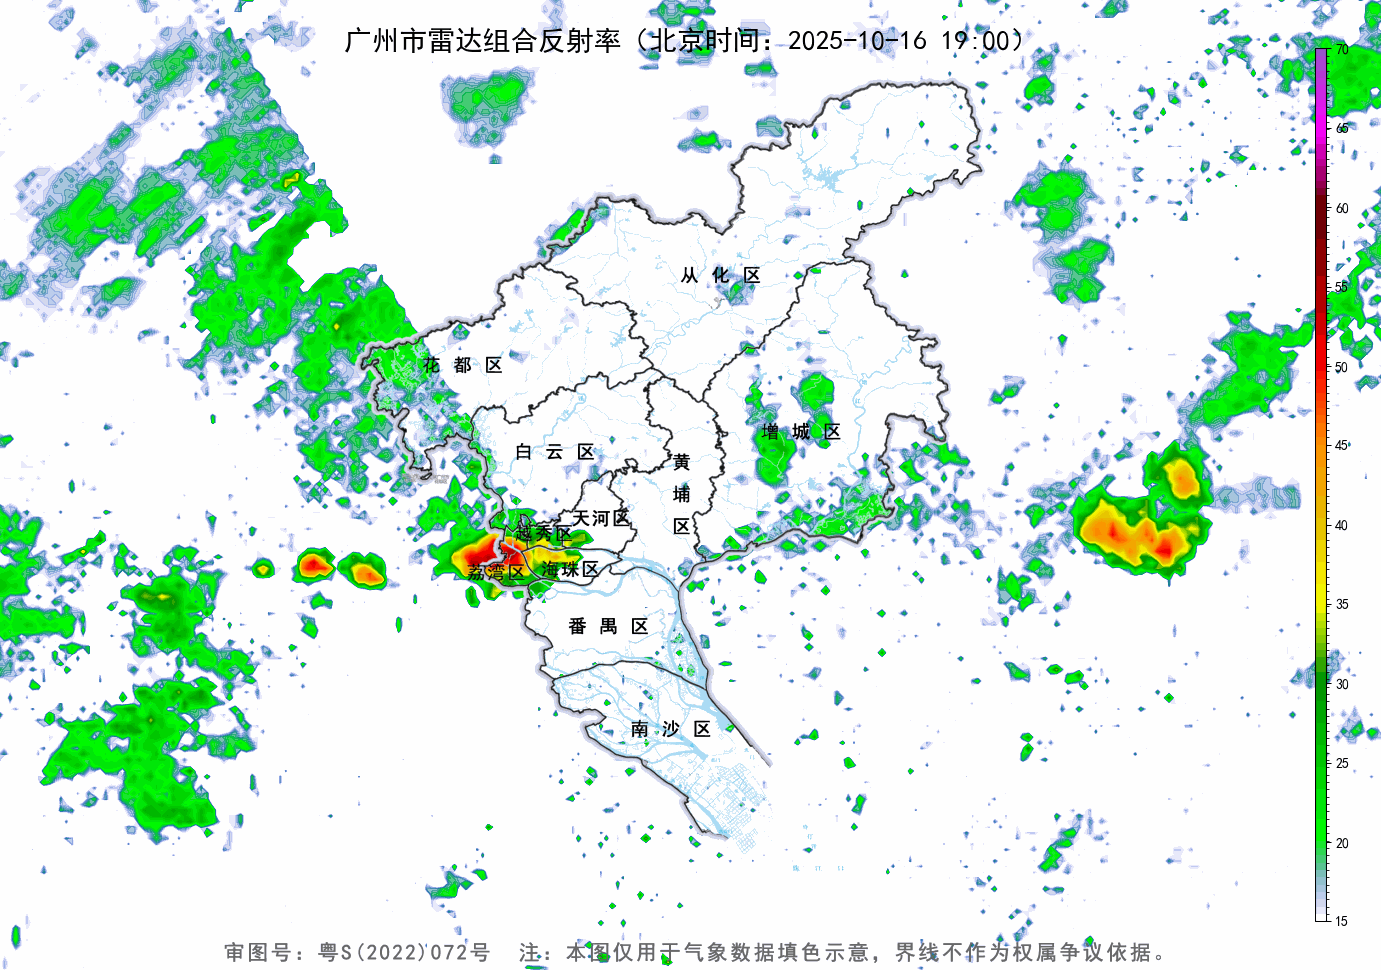 广州市雷达组合反射率（北京时间：2025-10-16 19:00）
70
65
60
55
50
45
40
35
30
25
20
15
从化区
花都区
增城区
白云区
黄埔区
天河区
越秀区
荔湾区
海珠区
番禺区
南沙区
审图号：粤S(2022)072号 注：本图仅用于气象数据填色示意，界线不作为权属争议依据。